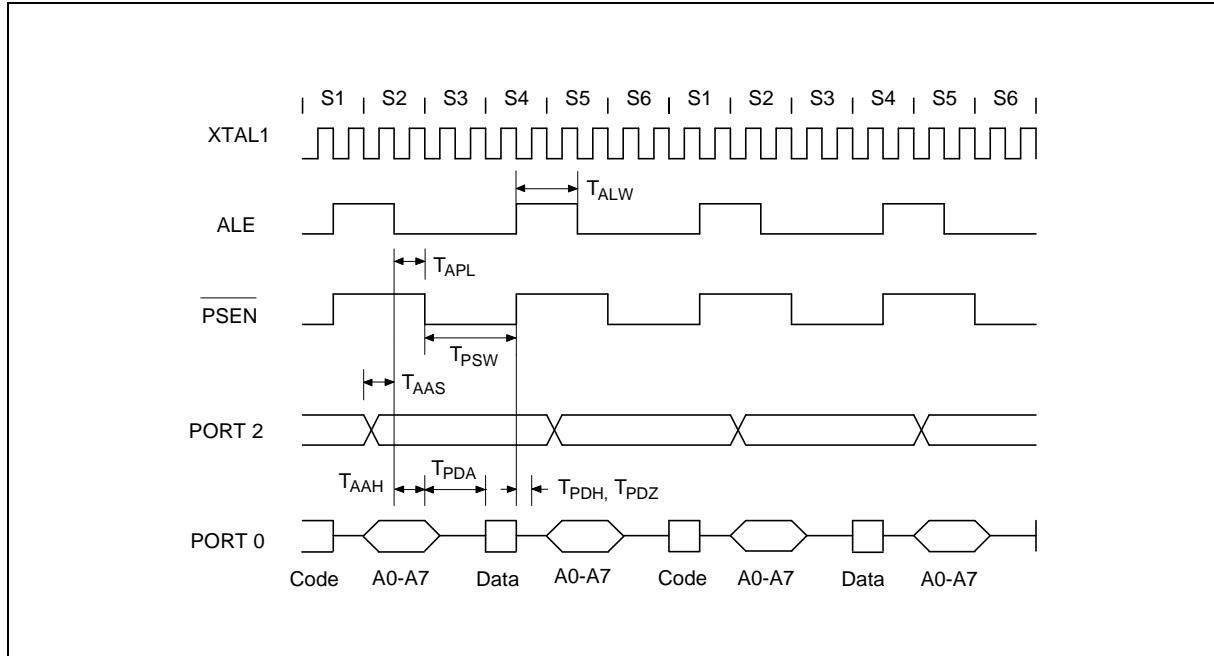 S1 S2 S3 S4 S5 S6 S1 S2 S3 S4 S5 S6
XTAL1
TALW
ALE
TAPL
PSEN
TPSW
TAAS
PORT 2
TAAH TPDA TPDH, TPDZ
PORT 0
Code A0-A7 Data A0-A7 Code A0-A7 Data A0-A7